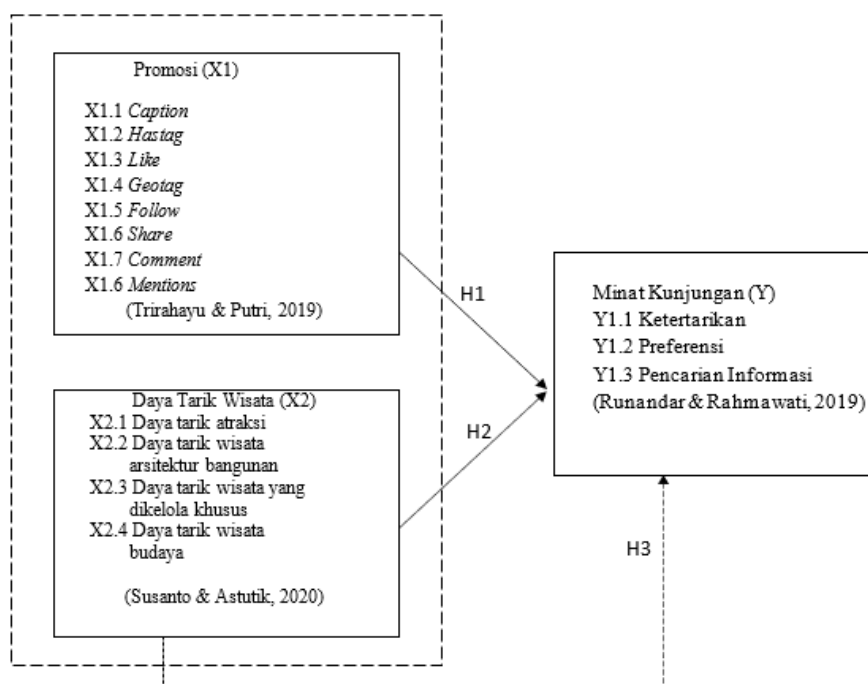 Promosi (X1)
X1.1 Caption
X1.2 Hastag
X1.3 Like
X1.4 Geotag
X1.5 Follow
X1.6 Share
X1.7 Comment
X1.6 Mentions
(Trirahayu & Putri, 2019)
Daya Tarik Wisata (X2)
X2.1 Daya tarik atraksi
X2.2 Daya tarik wisata
arsitektur bangunan
X2.3 Daya tarik wisata yang
dikelola khusus
X2.4 Daya tarik wisata
budaya
(Susanto & Astutik, 2020)
H1
H2
Minat Kunjungan (Y)
Y1.1 Ketertarikan
Y1.2 Preferensi
Y1.3 Pencarian Informasi
(Runandar & Rahmawati, 2019)
H3